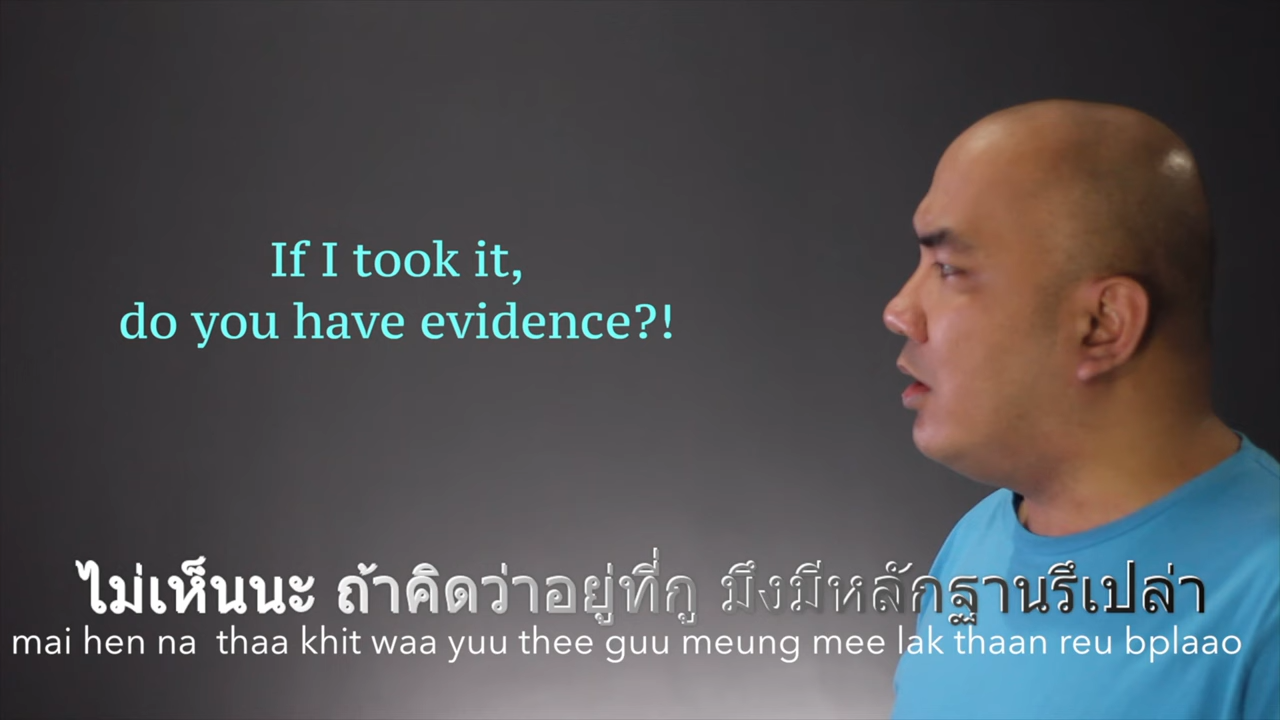 If I took it,
do you have evidence?!
ไม่เห็นนะ ถ้าคิดว่าอยู่ที่กู มึงมีหลักฐานรึเปล่า
mai hen na thaa khit waa yuu thee guu meung mee lak thaan reu bplaao